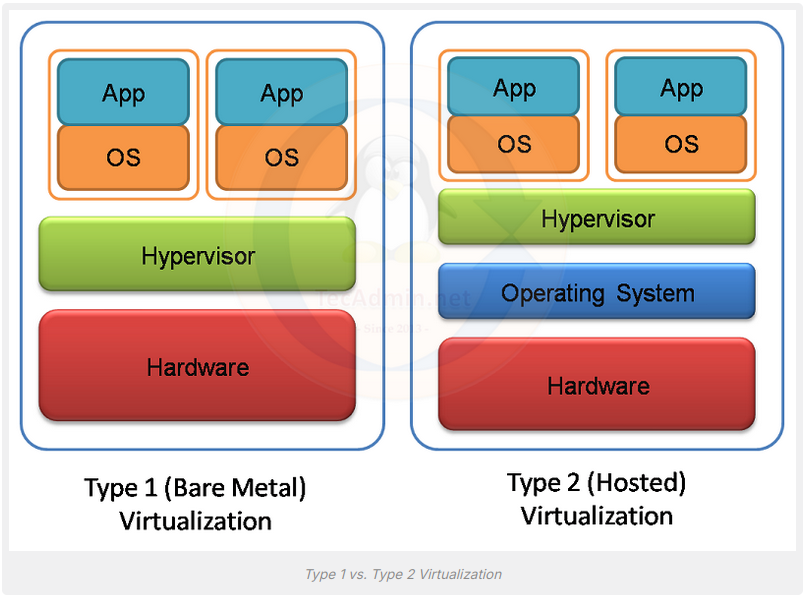 App
App
OS
OS
Hypervisor
Hardware
Type 1 (Bare Metal)
Virtualization
App
App
OS
OS
Hypervisor
Operating System
Hardware
Type 2 (Hosted)
Virtualization
TecAdmin.net
- Since 2013 -
Type 1 vs. Type 2 Virtualization